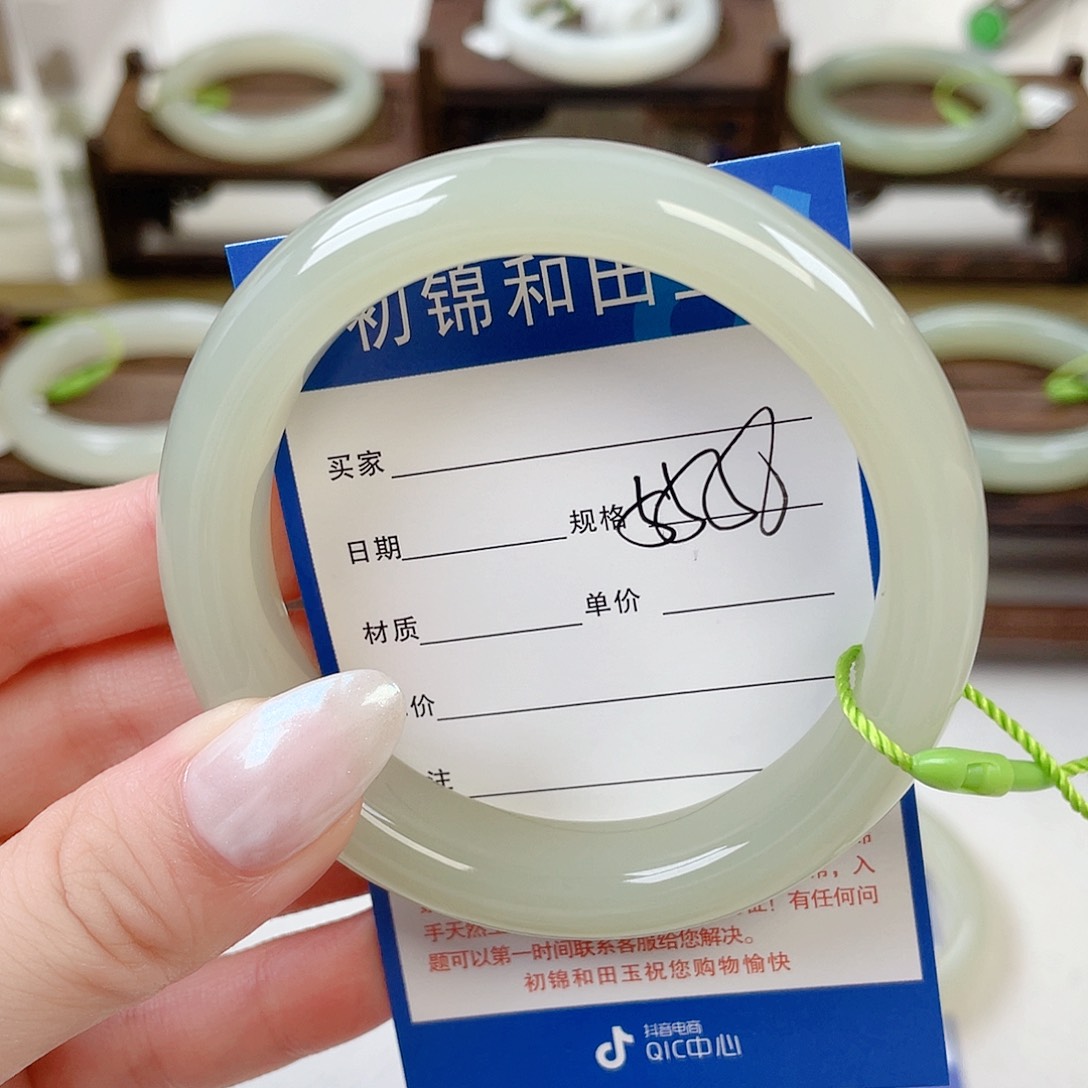 初锦和田
买家
日期 规格
材质 单价
价
注
入
有任何问
手天然
题可以第一时间联系客服给您解决。
初锦和田玉祝您购物愉快
抖音电商
QIC中心